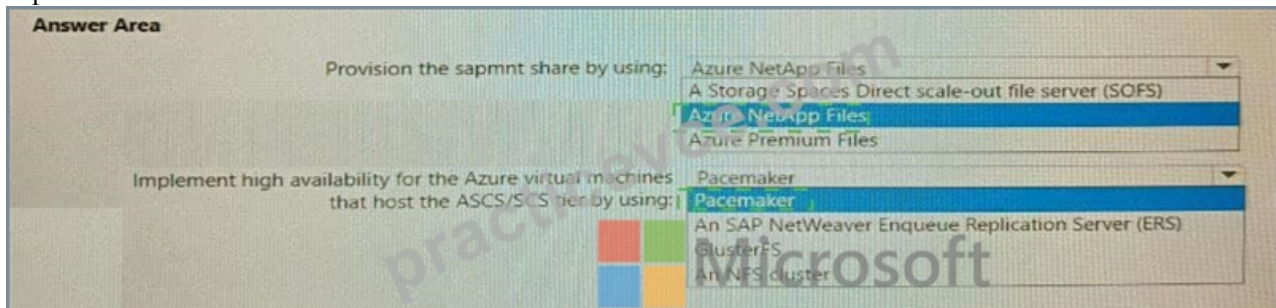 Answer Area
Provision the sapmnt share by using: Azure NetApp Files
A Storage Spaces Direct scale-out file server (SOFS)
Azure NetApp Files
Azure Premium Files
Implement high availability for the Azure virtual machines Pacemaker
that host the ASCS/SCS tier by using: Pacemaker
An SAP NetWeaver Enqueue Replication Server (ERS)
GlusterFS
An NFS cluster
Microsoft